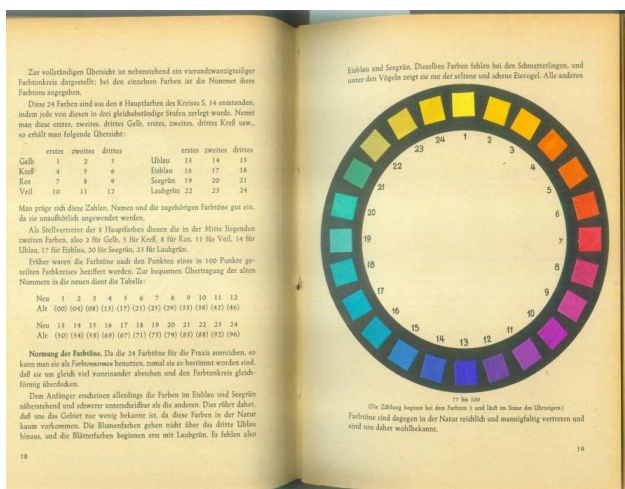 Zur vollständigen Übersicht ist nebenstehend ein vierundzwanzigteiliger
Farbtonkreis dargestellt; bei den einzelnen Farben ist die Nummer ihres
Farbtons angegeben.
Diese 24 Farben sind aus den 8 Hauptfarben des Kreises S. 14 entstanden,
indem jede von diesen in drei gleichabständige Stufen zerlegt wurde. Nennt
man diese erstes, zweites, drittes Gelb, erstes, zweites, drittes Kreß usw.,
so erhält man folgende Übersicht:
erstes zweites drittes erstes zweites drittes
Gelb 1 2 3 Ublau 13 14 15
Kreß 4 5 6 Eisblau 16 17 18
Rot 7 8 9 Seegrün 19 20 21
Veil 10 11 12 Laubgrün 22 23 24
Man präge sich diese Zahlen, Namen und die zugehörigen Farbtöne gut ein,
da sie unaufhörlich angewendet werden.
Als Stellvertreter der 8 Hauptfarben dienen die in der Mitte liegenden
zweiten Farben, also 2 für Gelb, 5 für Kreß, 8 für Rot, 11 für Veil, 14 für
Ublau, 17 für Eisblau, 20 für Seegrün, 23 für Laubgrün.
Früher waren die Farbtöne nach den Punkten eines in 100 Punkte ge-
teilten Farbkreises beziffert worden. Zur bequemen Übertragung der alten
Nummern in die neuen dient die Tabelle:
Neu 1 2 3 4 5 6 7 8 9 10 11 12
Alt (00) (04) (08) (13) (17) (21) (25) (29) (33) (38) (42) (46)
Neu 13 14 15 16 17 18 19 20 21 22 23 24
Alt (50) (54) (58) (63) (67) (71) (75) (79) (83) (88) (92) (96)
Normung der Farbtöne. Da die 24 Farbtöne für die Praxis ausreichen, so
kann man sie als Farbtonnormen benutzen, zumal sie so bestimmt worden sind,
daß sie um gleich viel voneinander abstehen und den Farbtonkreis gleich-
förmig überdecken.
Dem Anfänger erscheinen allerdings die Farben im Eisblau und Seegrün
näherstehend und schwerer unterscheidbar als die anderen. Dies rührt daher,
daß uns das Gebiet nur wenig bekannt ist, da diese Farben in der Natur
kaum vorkommen. Die Blumenfarben gehen nicht über das dritte Ublau
hinaus, und die Blätterfarben beginnen erst mit Laubgrün. Es fehlen also
18
Eisblau und Seegrün. Dieselben Farben fehlen bei den Schmetterlingen, und
unter den Vögeln zeigt sie nur der seltene und scheue Eisvogel. Alle anderen
1
2
3
4
5
6
7
8
9
10
11
12
13
14
15
16
17
18
19
20
21
22
23
24
77 bis 100
(Die Zählung beginnt bei dem Farbton 1 und läuft im Sinne des Uhrzeigers.)
Farbtöne sind dagegen in der Natur reichlich und mannigfaltig vertreten und
sind uns daher wohlbekannt.
19